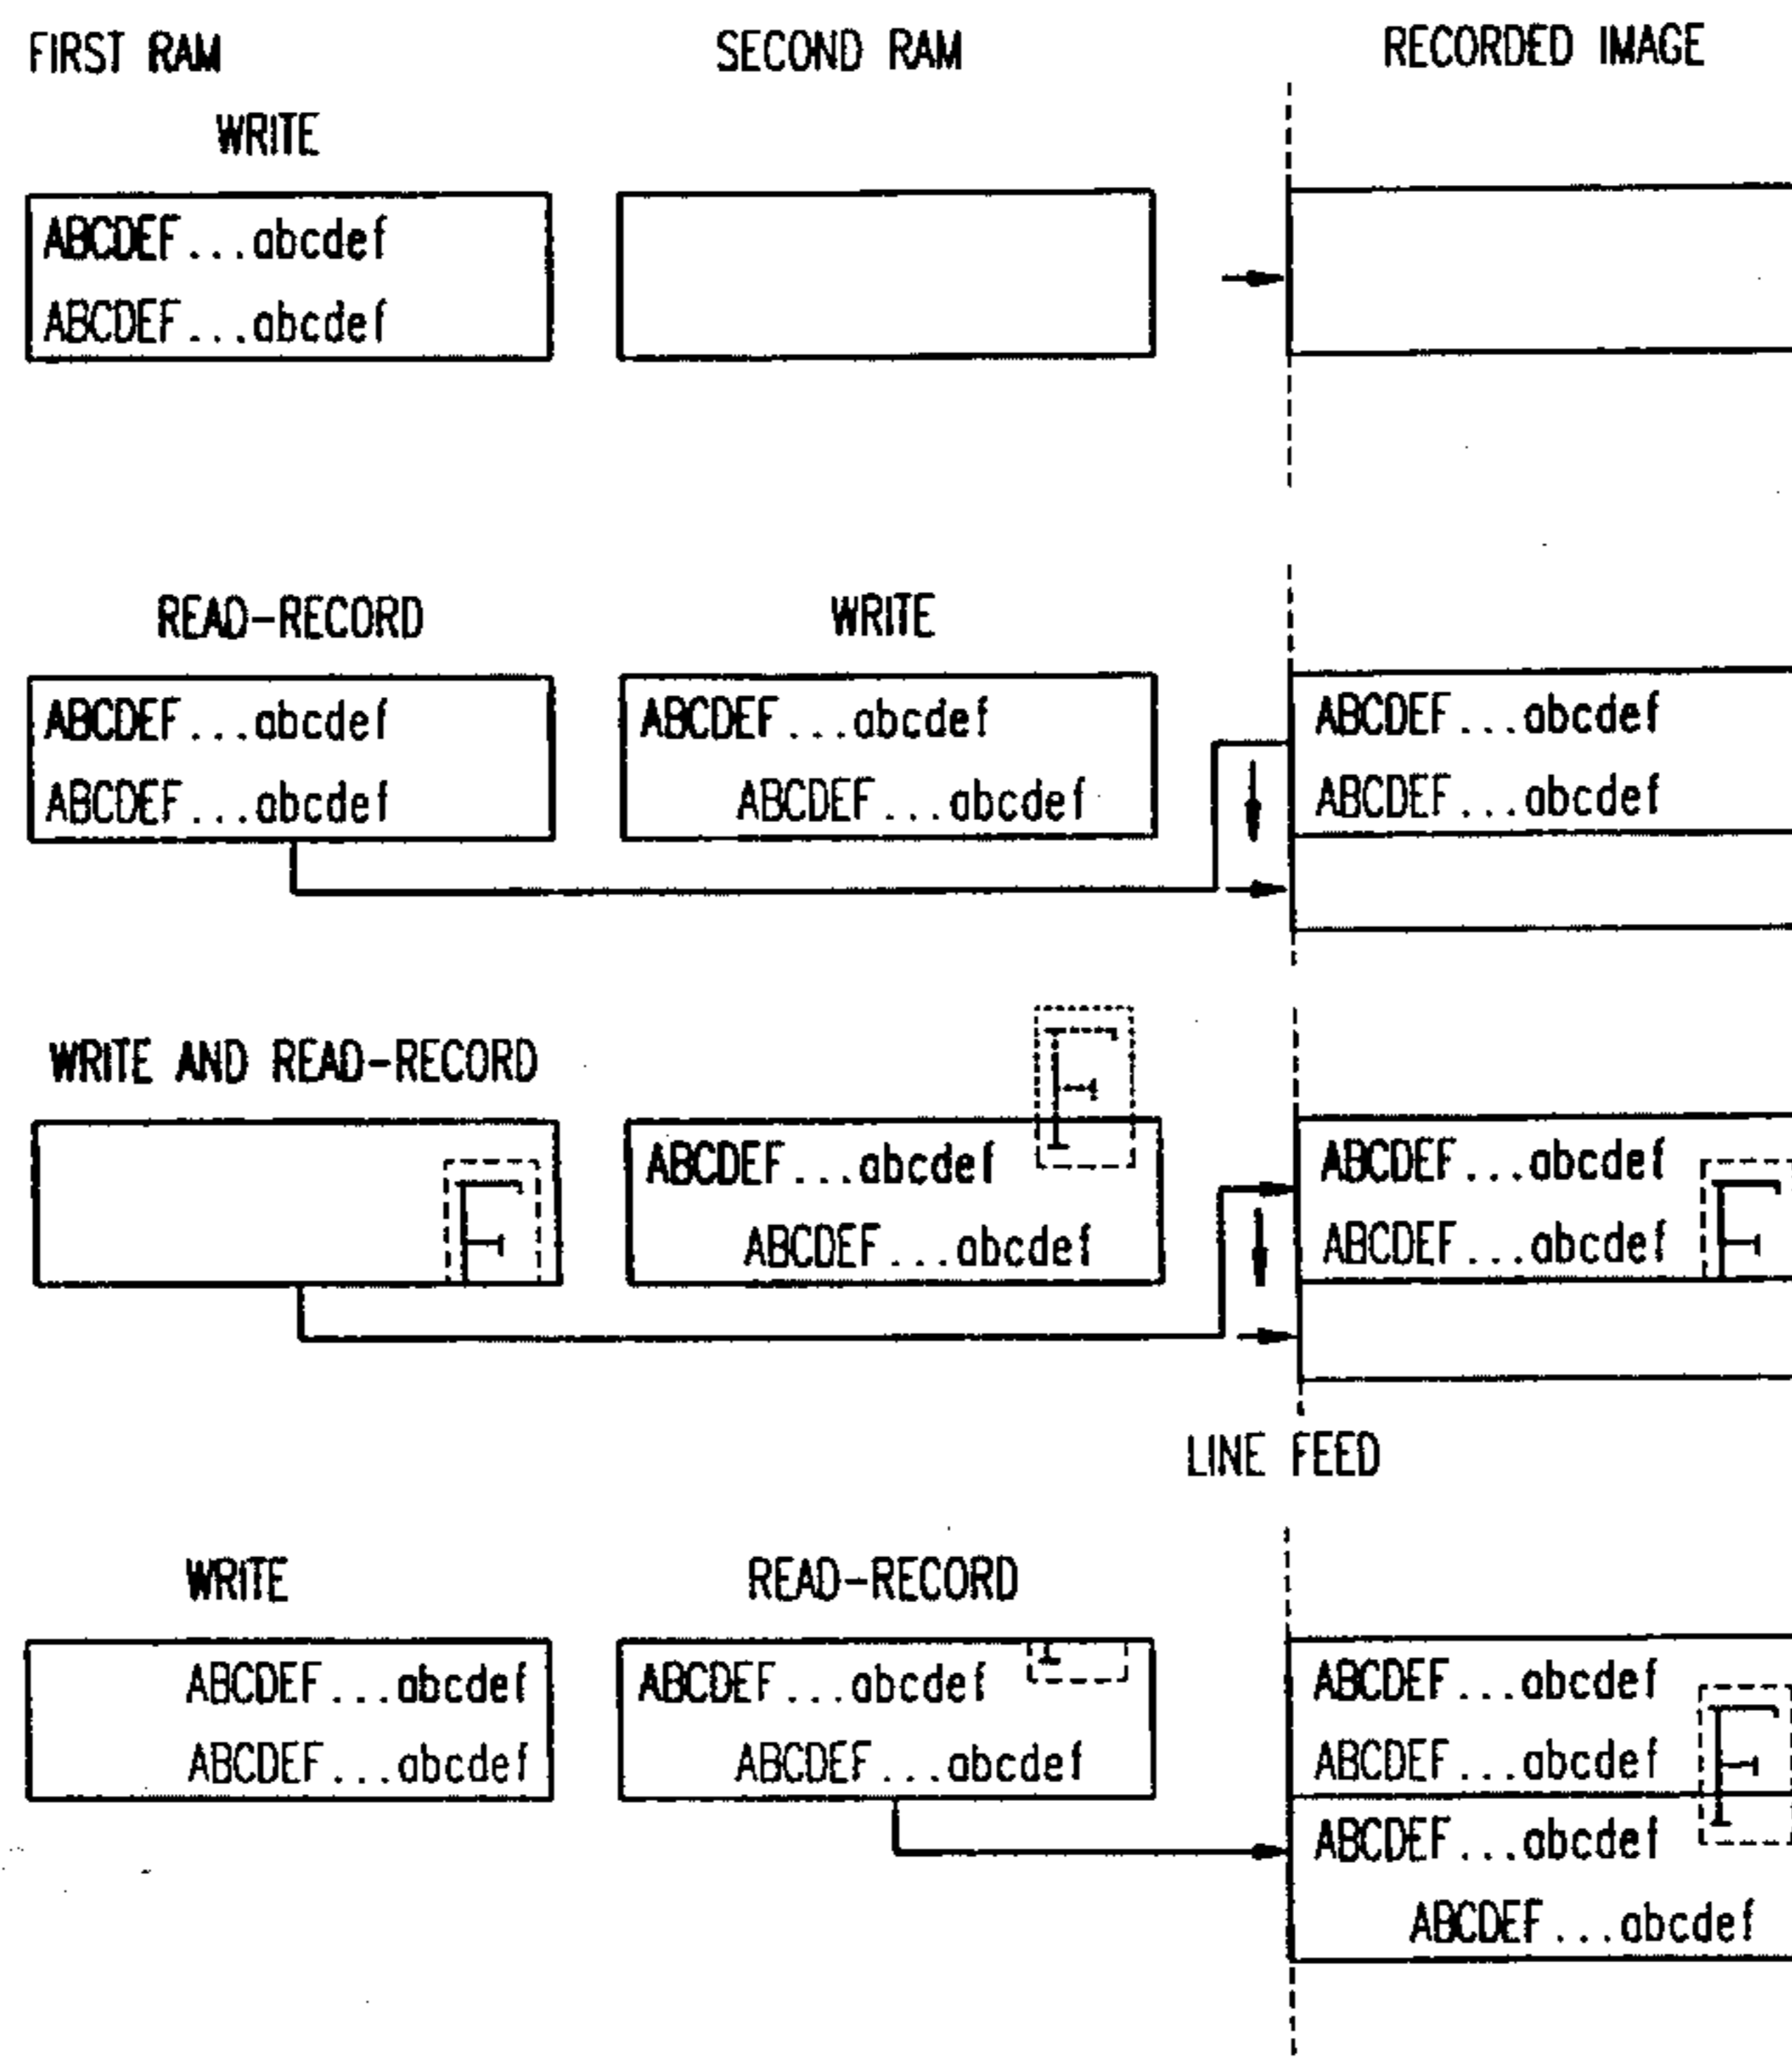 FIRST RAM SECOND RAM RECORDED IMAGE
WRITE
ABCDEF...abcdef
ABCDEF...abcdef
READ-RECORD WRITE
ABCDEF...abcdef ABCDEF...abcdef ABCDEF...abcdef
ABCDEF...abcdef ABCDEF...abcdef ABCDEF...abcdef
WRITE AND READ-RECORD
F
ABCDEF...abcdef ABCDEF...abcdef
F ABCDEF...abcdef ABCDEF...abcdef F
LINE FEED
WRITE READ-RECORD
ABCDEF...abcdef ABCDEF...abcdef ABCDEF...abcdef
ABCDEF...abcdef ABCDEF...abcdef ABCDEF...abcdef F
ABCDEF...abcdef
ABCDEF...abcdef